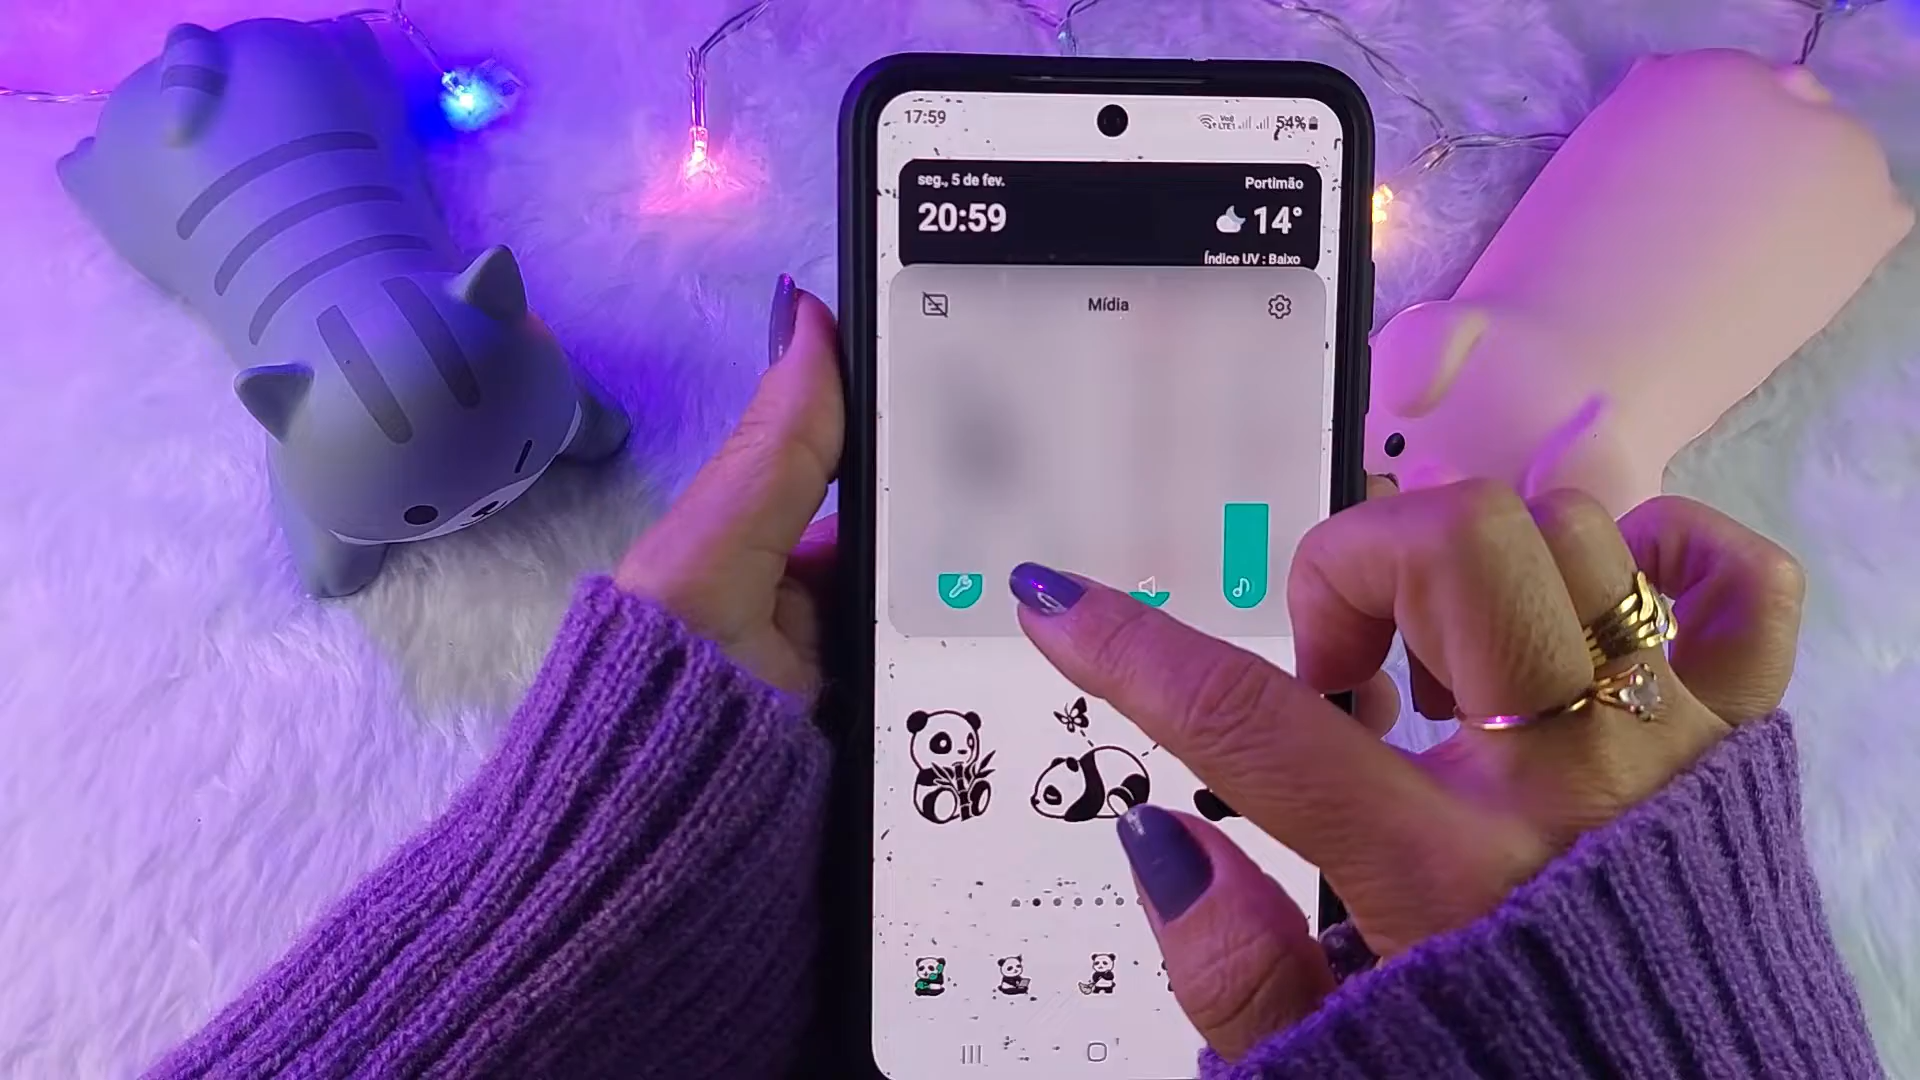 17:59
54%
seg., 5 de fev.
Portimão
20:59
14°
Índice UV : Baixo
Mídia